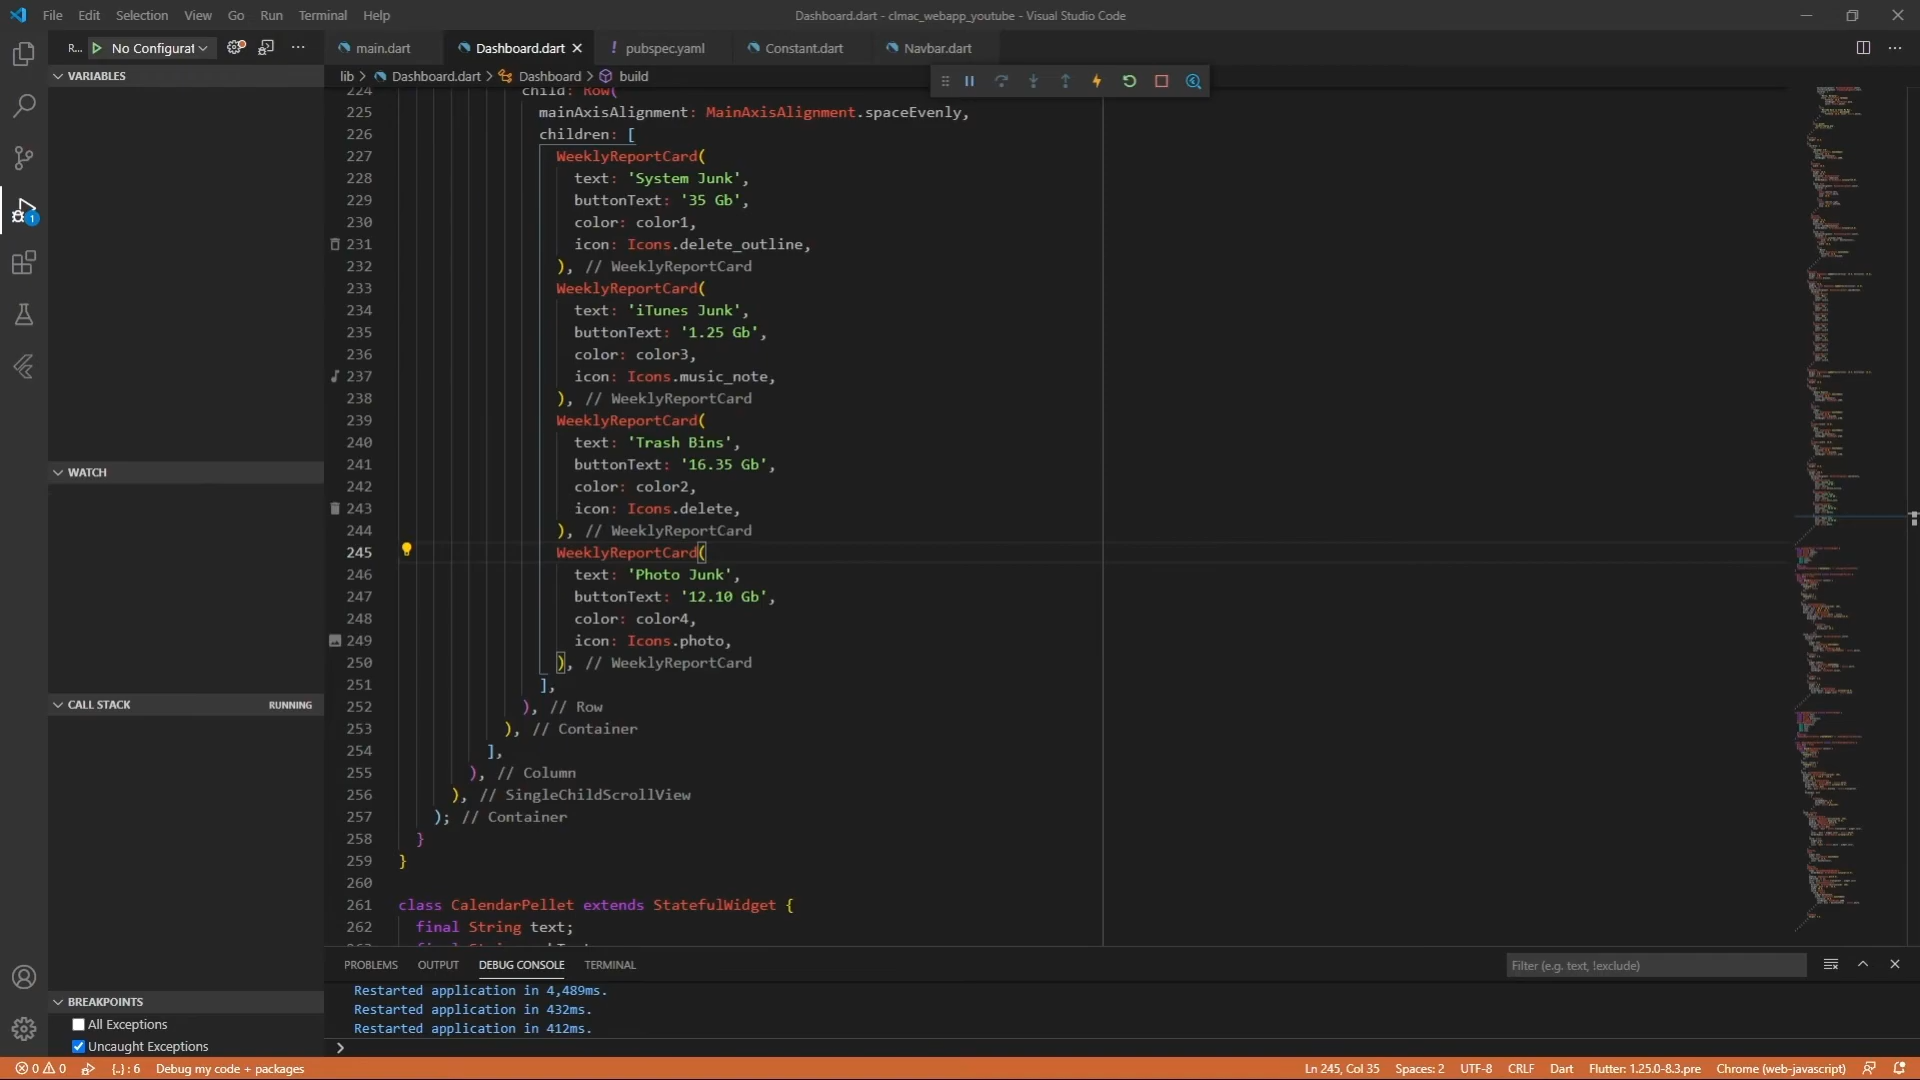 File Edit Selection View Go Run Terminal Help
Dashboard.dart - clmac_webapp_youtube - Visual Studio Code
R... No Configurat
main.dart Dashboard.dart pubspec.yaml Constant.dart Navbar.dart
VARIABLES
lib > Dashboard.dart > Dashboard > build
224 child: Row(
225 mainAxisAlignment: MainAxisAlignment.spaceEvenly,
226 children: [
227 WeeklyReportCard(
228 text: 'System Junk',
229 buttonText: '35 Gb',
230 color: color1,
231 icon: Icons.delete_outline,
232 ), // WeeklyReportCard
233 WeeklyReportCard(
234 text: 'iTunes Junk',
235 buttonText: '1.25 Gb',
236 color: color3,
237 icon: Icons.music_note,
238 ), // WeeklyReportCard
239 WeeklyReportCard(
240 text: 'Trash Bins',
241 buttonText: '16.35 Gb',
242 color: color2,
243 icon: Icons.delete,
244 ), // WeeklyReportCard
245 WeeklyReportCard(
246 text: 'Photo Junk',
247 buttonText: '12.10 Gb',
248 color: color4,
249 icon: Icons.photo,
250 ), // WeeklyReportCard
251 ],
252 ), // Row
253 ), // Container
254 ],
255 ), // Column
256 ), // SingleChildScrollView
257 ); // Container
258 }
259 }
260
261 class CalendarPellet extends StatefulWidget {
262 final String text;
WATCH
CALL STACK RUNNING
BREAKPOINTS
All Exceptions
Uncaught Exceptions
1
PROBLEMS OUTPUT DEBUG CONSOLE TERMINAL
Filter (e.g. text, !exclude)
Restarted application in 4,489ms.
Restarted application in 432ms.
Restarted application in 412ms.
>
0 0 {..} : 6 Debug my code + packages
Ln 245, Col 35 Spaces: 2 UTF-8 CRLF Dart Flutter: 1.25.0-8.3.pre Chrome (web-javascript)